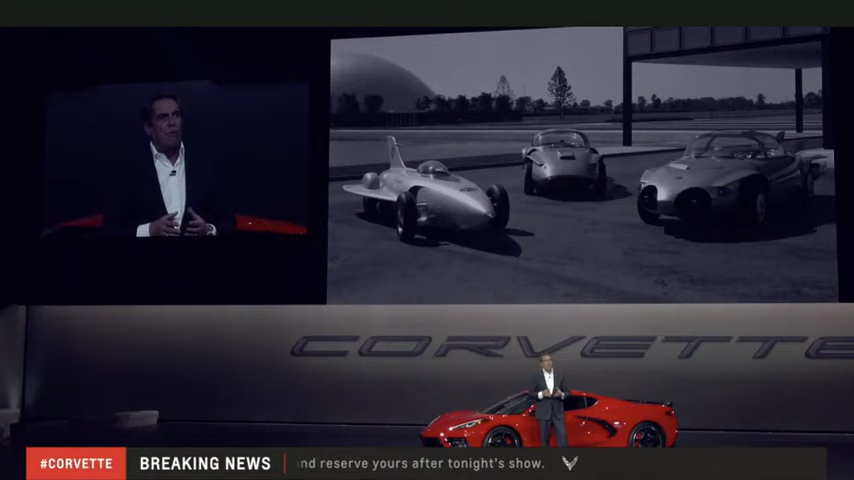 CORVETTE
#CORVETTE
BREAKING NEWS
nd reserve yours after tonight's show.